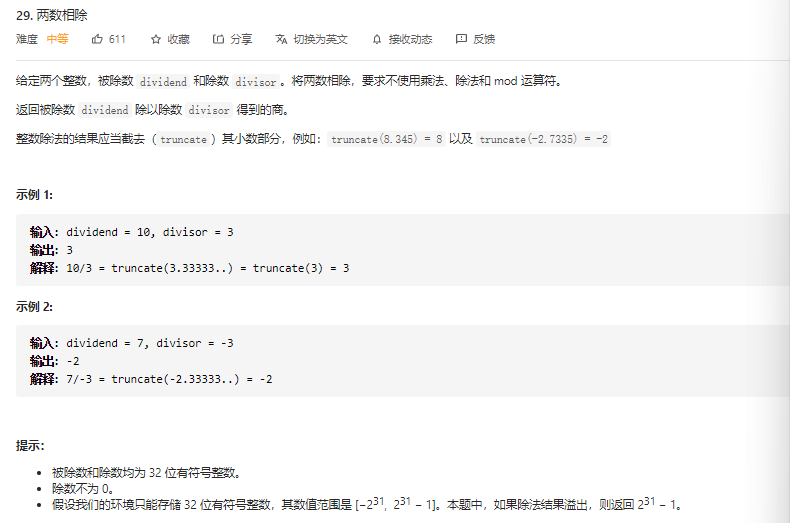 29. 两数相除
难度 中等 611 收藏 分享 切换为英文 接收动态 反馈
给定两个整数，被除数 dividend 和除数 divisor。将两数相除，要求不使用乘法、除法和 mod 运算符。
返回被除数 dividend 除以除数 divisor 得到的商。
整数除法的结果应当截去（truncate）其小数部分，例如：truncate(8.345) = 8 以及 truncate(-2.7335) = -2
示例 1:
输入: dividend = 10, divisor = 3
输出: 3
解释: 10/3 = truncate(3.33333..) = truncate(3) = 3
示例 2:
输入: dividend = 7, divisor = -3
输出: -2
解释: 7/-3 = truncate(-2.33333..) = -2
提示：
• 被除数和除数均为 32 位有符号整数。
• 除数不为 0。
• 假设我们的环境只能存储 32 位有符号整数，其数值范围是 [−2³¹, 2³¹ − 1]。本题中，如果除法结果溢出，则返回 2³¹ − 1。